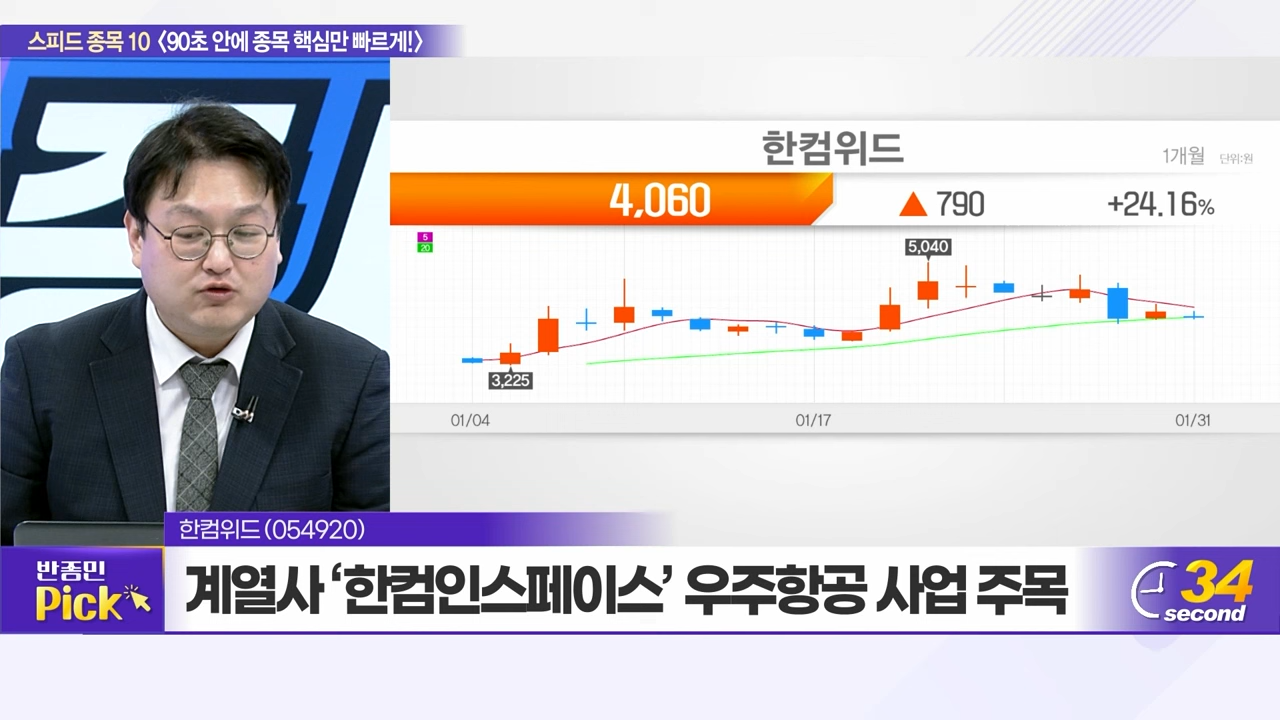 스피드 종목 10 〈90초 안에 종목 핵심만 빠르게!〉
한컴위드
1개월 단위:원
4,060 ▲ 790 +24.16%
5
20
5,040
3,225
01/04 01/17 01/31
한컴위드 (054920)
반종민
Pick
계열사 ‘한컴인스페이스’ 우주항공 사업 주목
34
second